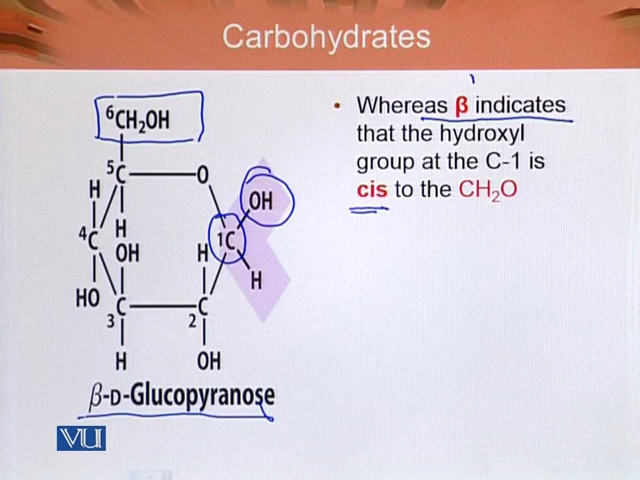 Carbohydrates
⁶CH₂OH
⁵C O
H OH
⁴C H ¹C
OH H
HO C C H
3 2
H OH
β-D-Glucopyranose
• Whereas β indicates
that the hydroxyl
group at the C-1 is
cis to the CH₂O
VU